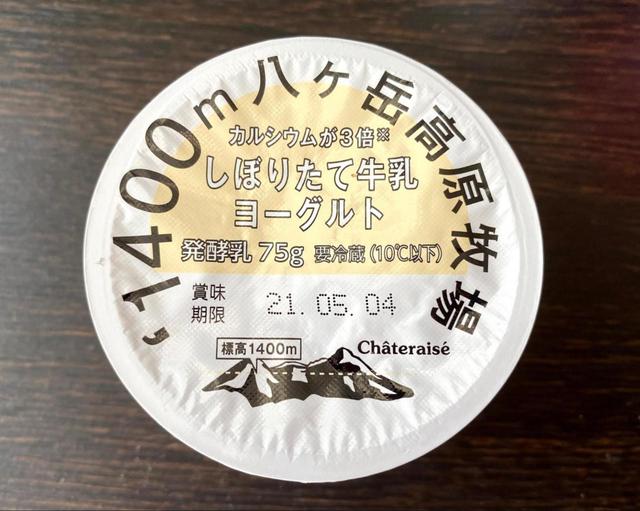 ,1400m八ヶ岳高原牧場
カルシウムが3倍※
しぼりたて牛乳
ヨーグルト
発酵乳 75g 要冷蔵(10℃以下)
賞味
期限
21.05.04
標高1400m
Châteraisé